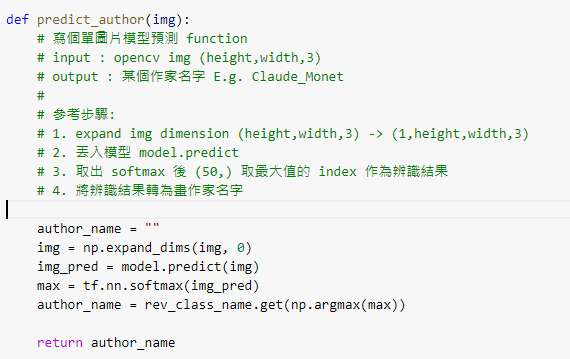 def predict_author(img):
# 寫個單圖片模型預測 function
# input : opencv img (height,width,3)
# output : 某個作家名字 E.g. Claude_Monet
#
# 參考步驟:
# 1. expand img dimension (height,width,3) -> (1,height,width,3)
# 2. 丟入模型 model.predict
# 3. 取出 softmax 後 (50,) 取最大值的 index 作為辨識結果
# 4. 將辨識結果轉為畫作家名字
author_name = ""
img = np.expand_dims(img, 0)
img_pred = model.predict(img)
max = tf.nn.softmax(img_pred)
author_name = rev_class_name.get(np.argmax(max))
return author_name